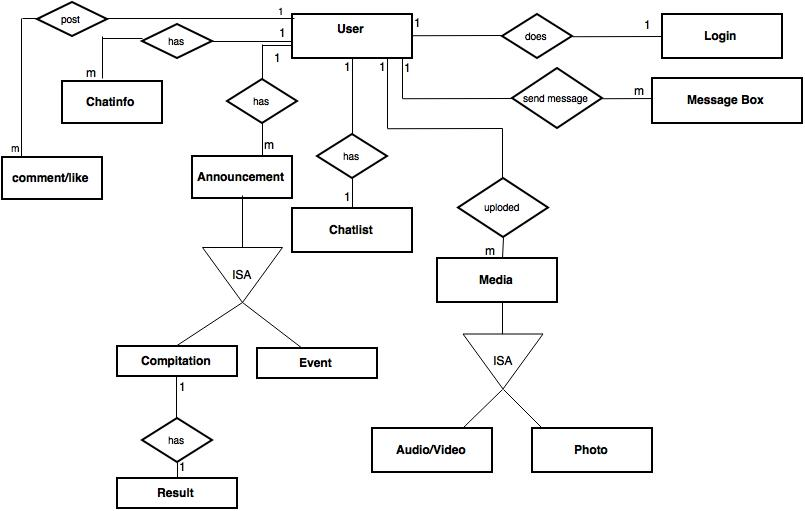 post
1
User
1
does
1
Login
has
1
1
1
1
1
m
Chatinfo
has
send message
m
Message Box
m
comment/like
m
Announcement
has
1
Chatlist
uploded
m
Media
ISA
ISA
Compitation
Event
1
has
1
Result
Audio/Video
Photo